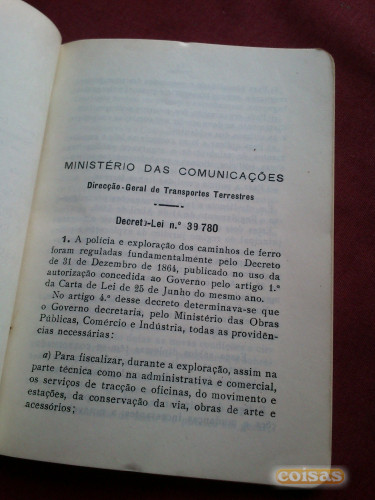 MINISTÉRIO DAS COMUNICAÇÕES
Direcção-Geral de Transportes Terrestres
Decreto-Lei n.º 39 780
1. A polícia e exploração dos caminhos de ferro
foram reguladas fundamentalmente pelo Decreto
de 31 de Dezembro de 1864, publicado no uso da
autorização concedida ao Governo pelo artigo 1.º
da Carta de Lei de 25 de Junho do mesmo ano.
No artigo 4.º desse decreto determinava-se que
o Governo decretaria, pelo Ministério das Obras
Públicas, Comércio e Indústria, todas as providên-
cias necessárias:
a) Para fiscalizar, durante a exploração, assim na
parte técnica como na administrativa e comercial,
os serviços de tracção e oficinas, do movimento e
estações, da conservação da via, obras de arte e
acessórios;
coisas